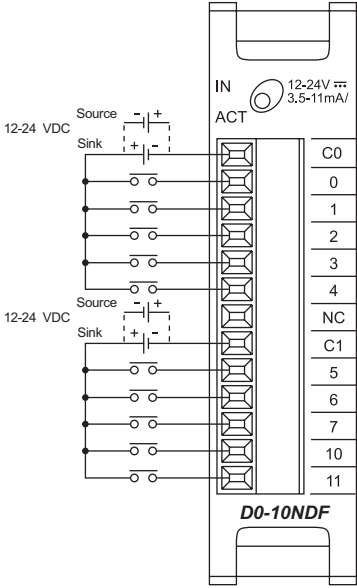 IN
12-24V
3.5-11mA/
ACT
Source - +
12-24 VDC
Sink + -
C0
0
1
2
3
4
Source - +
12-24 VDC
Sink + -
NC
C1
5
6
7
10
11
D0-10NDF